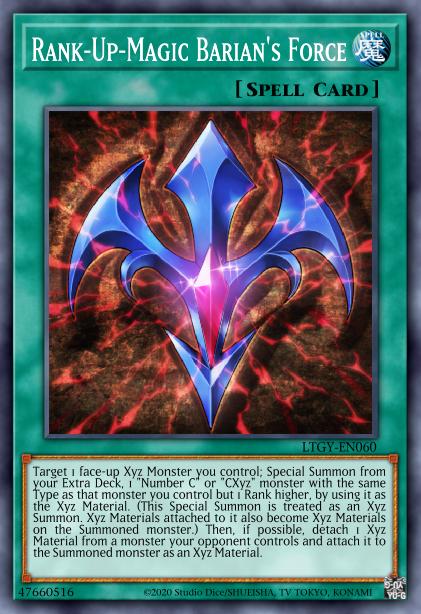 RANK-UP-MAGIC BARIAN'S FORCE
SPELL
魔
[SPELL CARD]
LTGY-EN060
Target 1 face-up Xyz Monster you control; Special Summon from
your Extra Deck, 1 "Number C" or "CXyz" monster with the same
Type as that monster you control but 1 Rank higher, by using it as
the Xyz Material. (This Special Summon is treated as an Xyz
Summon. Xyz Materials attached to it also become Xyz Materials
on the Summoned monster.) Then, if possible, detach 1 Xyz
Material from a monster your opponent controls and attach it to
the Summoned monster as an Xyz Material.
47660516
©2020 Studio Dice/SHUEISHA, TV TOKYO, KONAMI